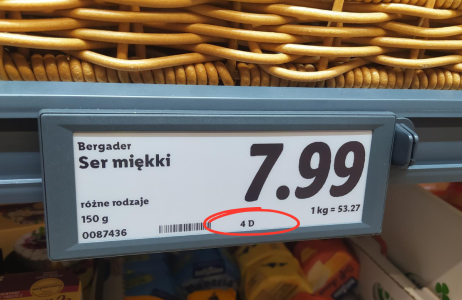 Bergader
Ser miękki
7.99
różne rodzaje
150 g
1 kg = 53.27
0087436
4 D